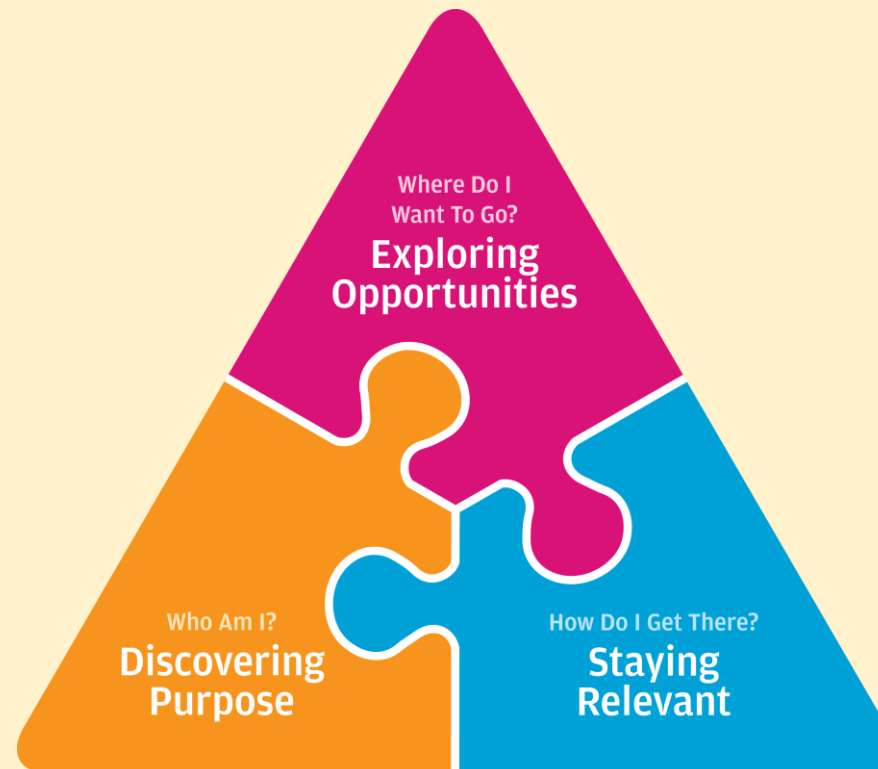 Where Do I
Want To Go?
Exploring
Opportunities
Who Am I?
Discovering
Purpose
How Do I Get There?
Staying
Relevant